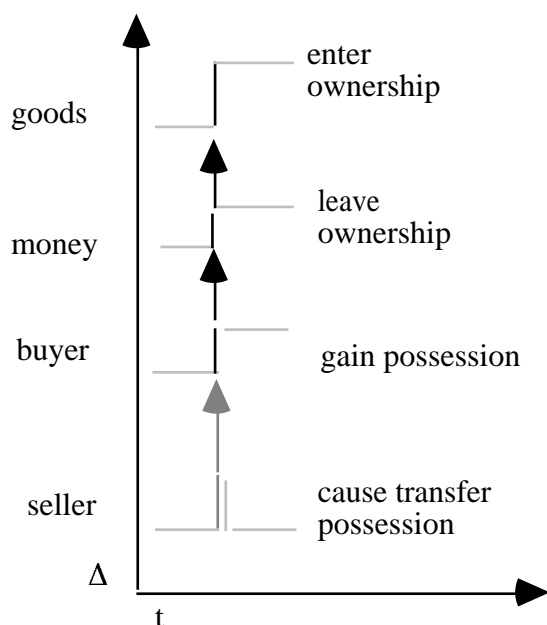 enter
ownership
goods
leave
ownership
money
buyer
gain possession
seller
cause transfer
possession
Δ
t